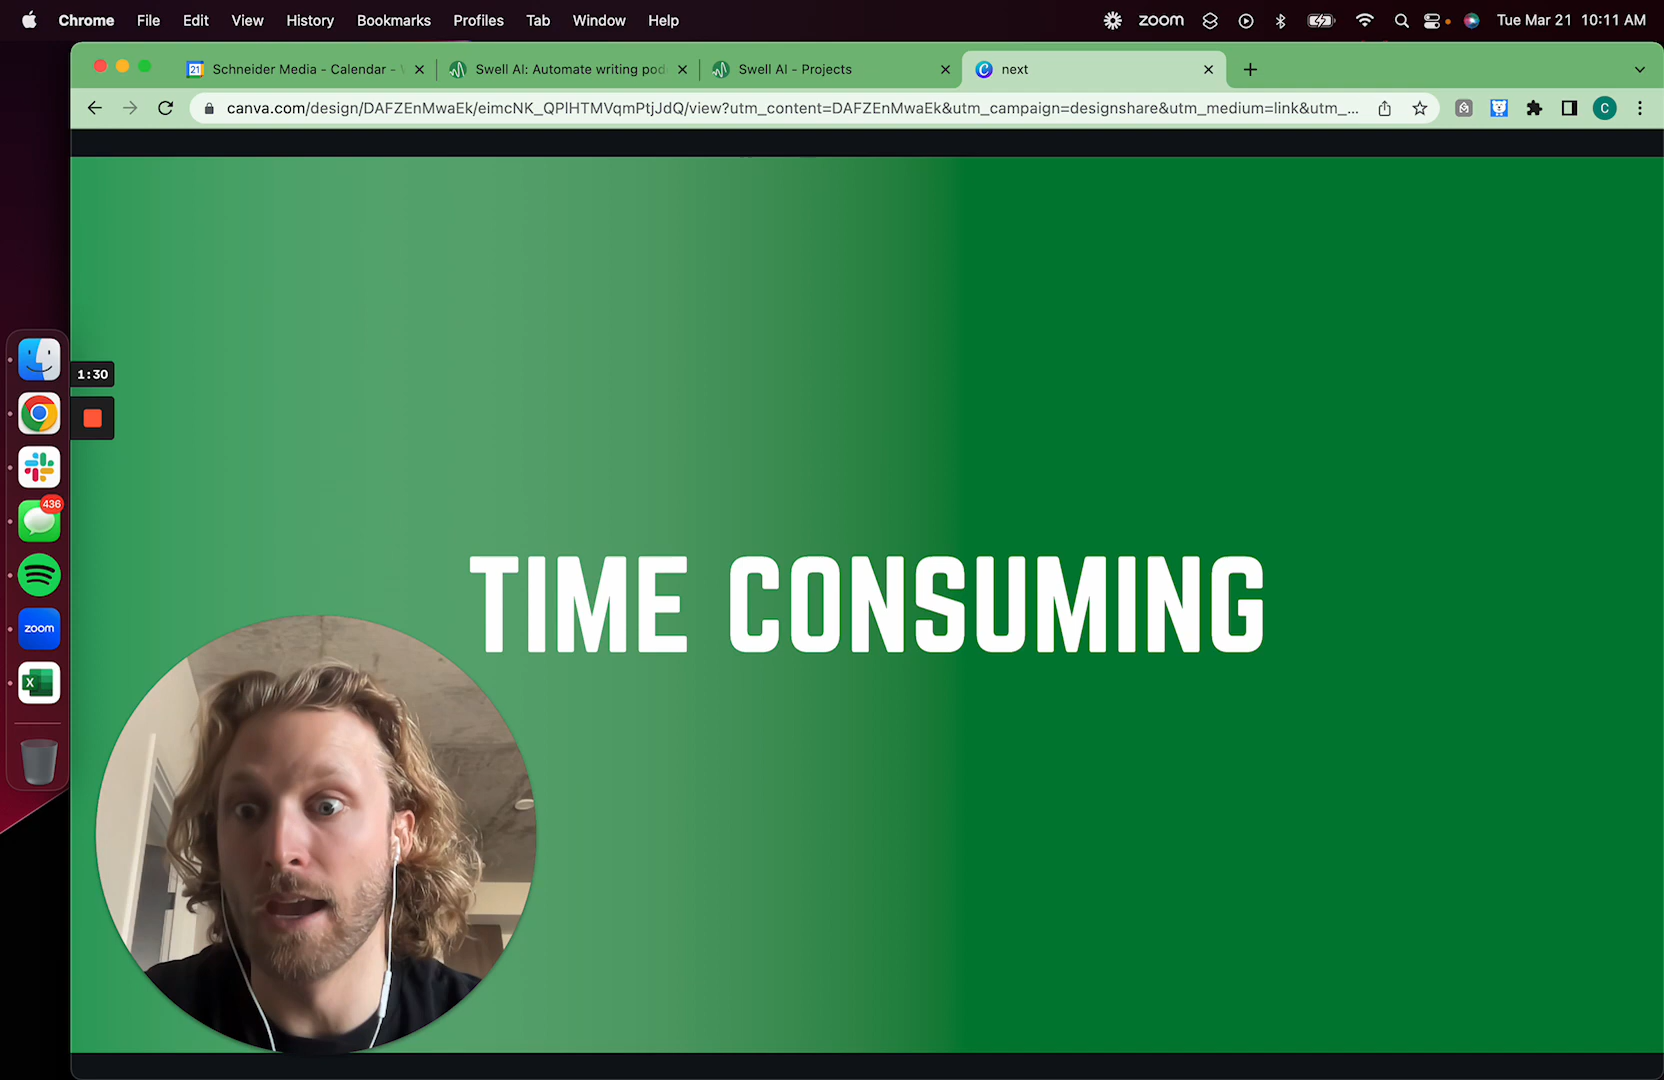 Chrome File Edit View History Bookmarks Profiles Tab Window Help zoom Tue Mar 21 10:11 AM
21 Schneider Media - Calendar - Swell AI: Automate writing pod Swell AI - Projects next
canva.com/design/DAFZEnMwaEk/eimcNK_QPlHTMVqmPtjJdQ/view?utm_content=DAFZEnMwaEk&utm_campaign=designshare&utm_medium=link&utm_... C
1:30
436
TIME CONSUMING
zoom
X